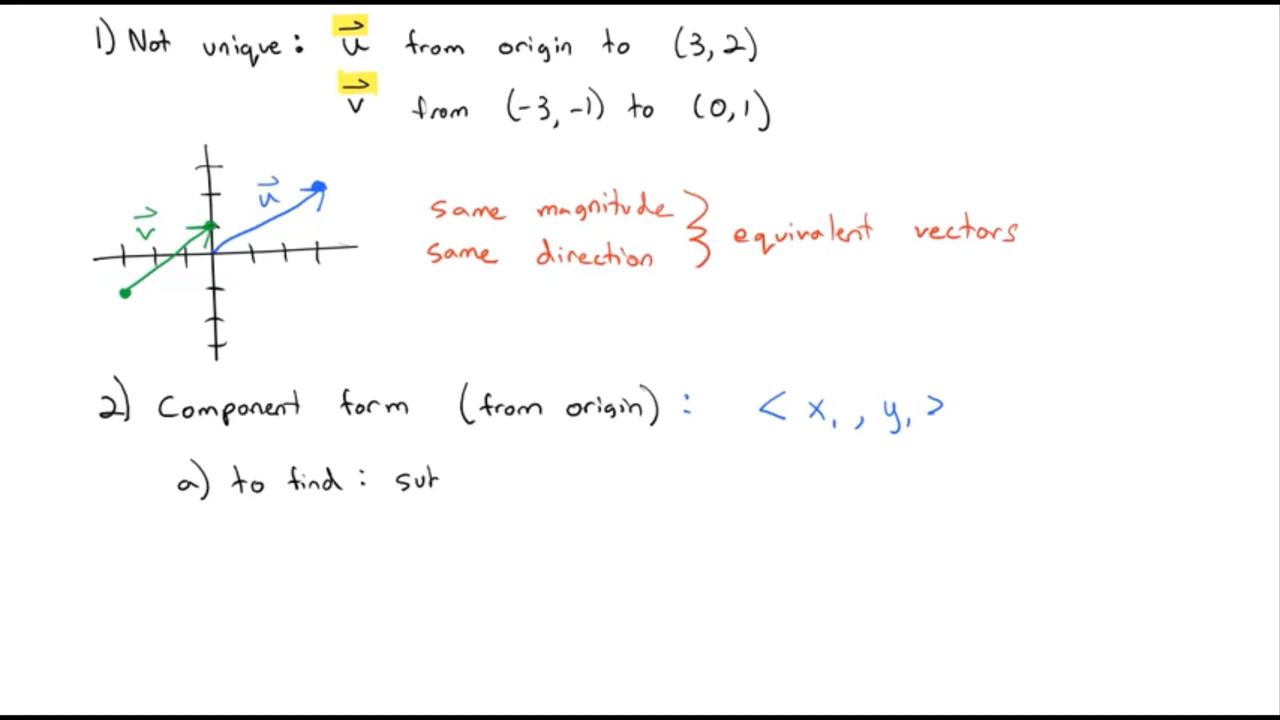 1) Not unique: u⃗ from origin to (3, 2)
v⃗ from (-3, -1) to (0, 1)
v⃗ u⃗
same magnitude
same direction } equivalent vectors
2) Component form (from origin) : < x₁ , y₁ >
a) to find : sub